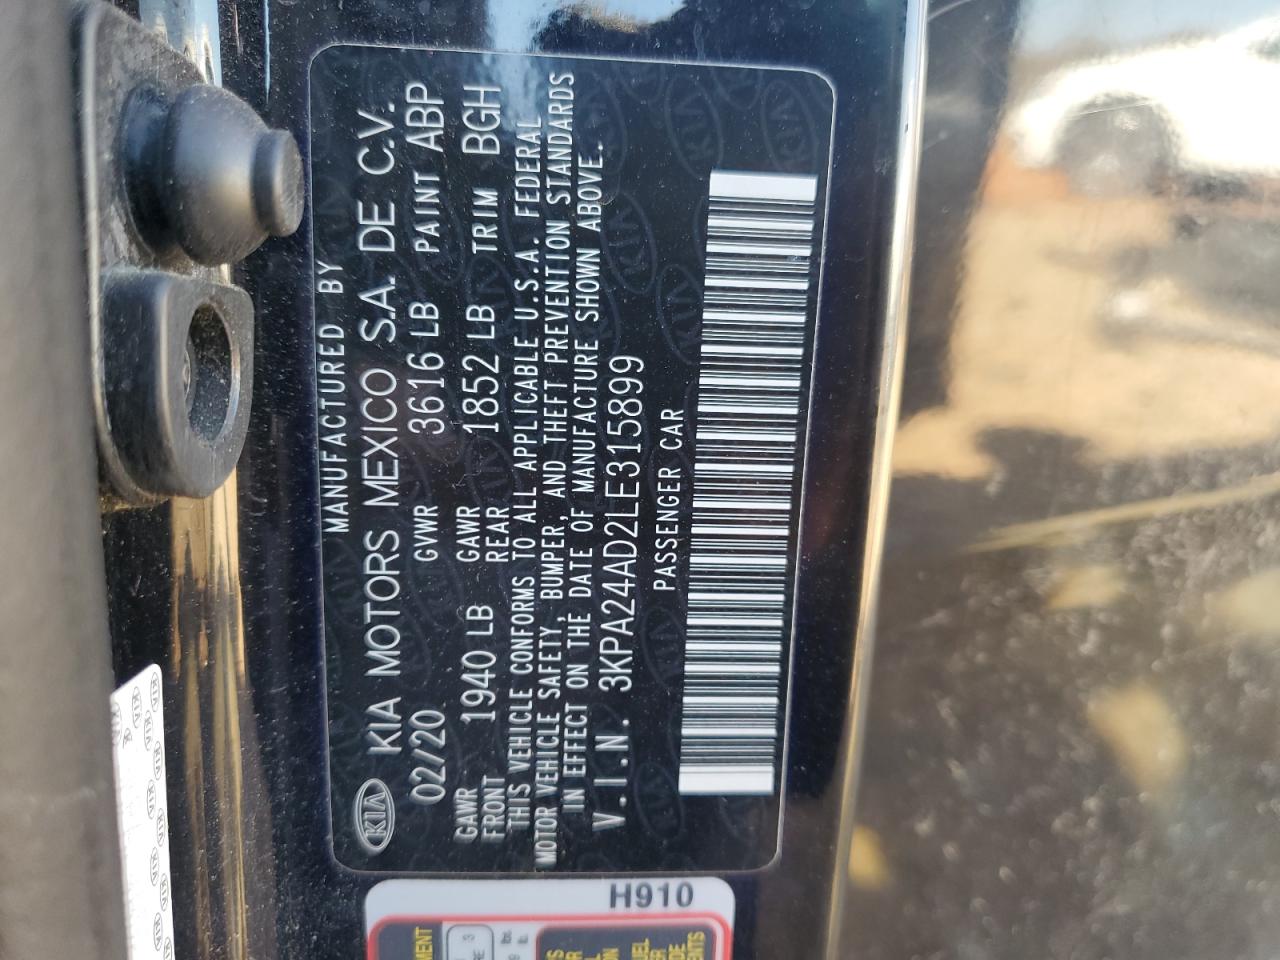 MANUFACTURED BY
KIA KIA MOTORS MEXICO S.A. DE C.V.
02/20 GVWR 3616 LB PAINT ABP
GAWR FRONT 1940 LB GAWR REAR 1852 LB TRIM BGH
THIS VEHICLE CONFORMS TO ALL APPLICABLE U.S.A. FEDERAL
MOTOR VEHICLE SAFETY, BUMPER, AND THEFT PREVENTION STANDARDS
IN EFFECT ON THE DATE OF MANUFACTURE SHOWN ABOVE.
V.I.N. 3KPA24AD2LE315899
PASSENGER CAR
H910